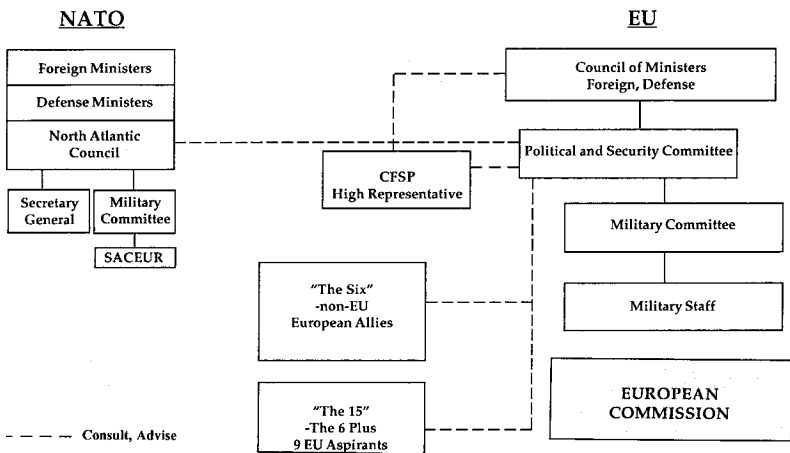 NATO
EU
Foreign Ministers
Defense Ministers
North Atlantic
Council
Secretary
General
Military
Committee
SACEUR
Council of Ministers
Foreign, Defense
Political and Security Committee
CFSP
High Representative
Military Committee
Military Staff
"The Six"
-non-EU
European Allies
"The 15"
-The 6 Plus
9 EU Aspirants
EUROPEAN
COMMISSION
Consult, Advise